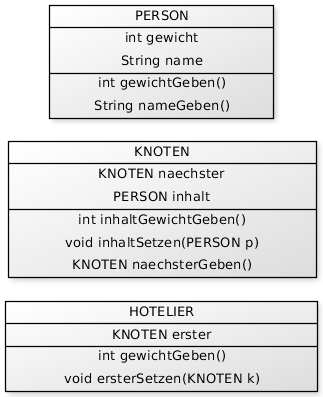 PERSON
int gewicht
String name
int gewichtGeben()
String nameGeben()
KNOTEN
KNOTEN naechster
PERSON inhalt
int inhaltGewichtGeben()
void inhaltSetzen(PERSON p)
KNOTEN naechsterGeben()
HOTELIER
KNOTEN erster
int gewichtGeben()
void ersterSetzen(KNOTEN k)